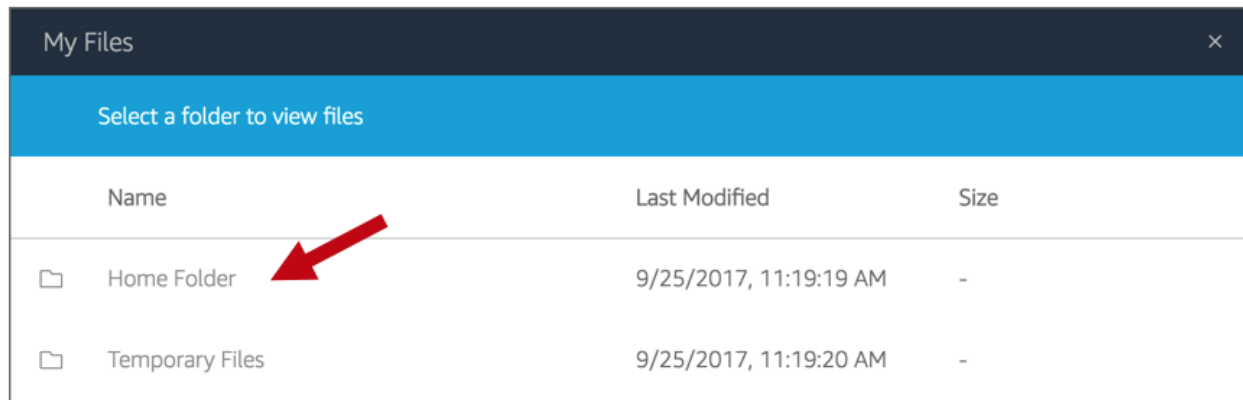 My Files ×
Select a folder to view files
Name Last Modified Size
Home Folder 9/25/2017, 11:19:19 AM -
Temporary Files 9/25/2017, 11:19:20 AM -